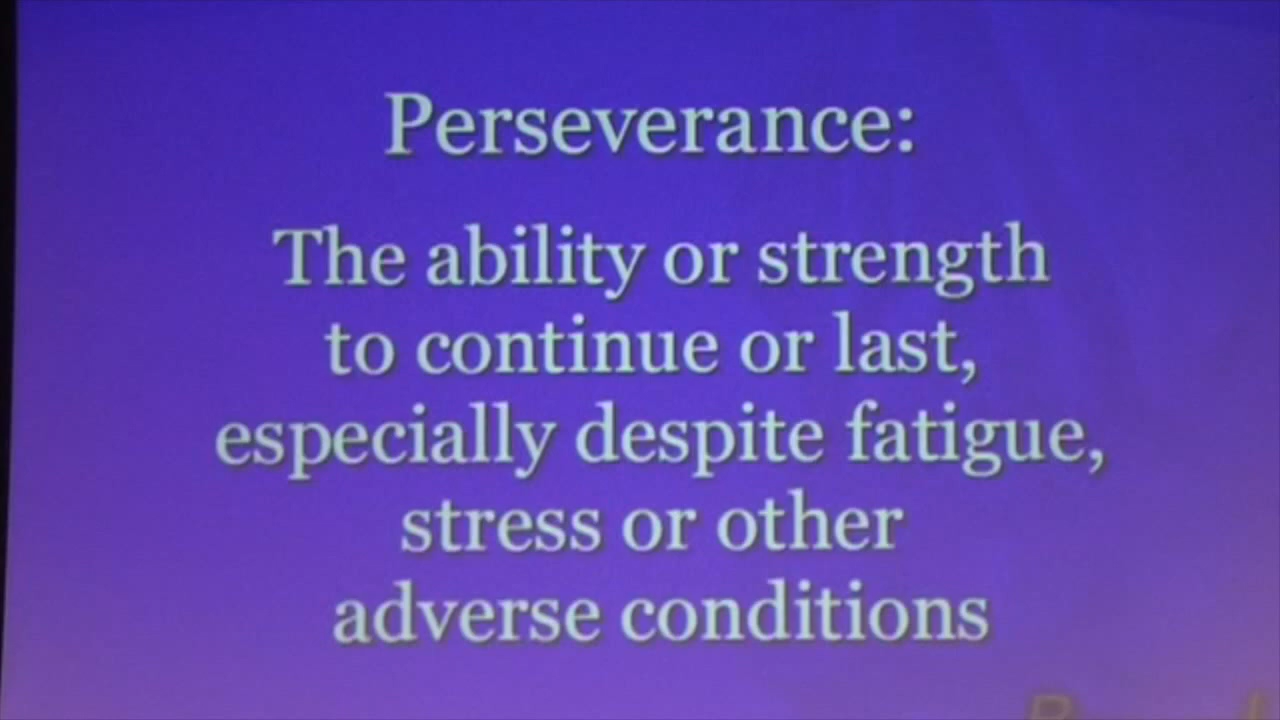 Perseverance:
The ability or strength
to continue or last,
especially despite fatigue,
stress or other
adverse conditions